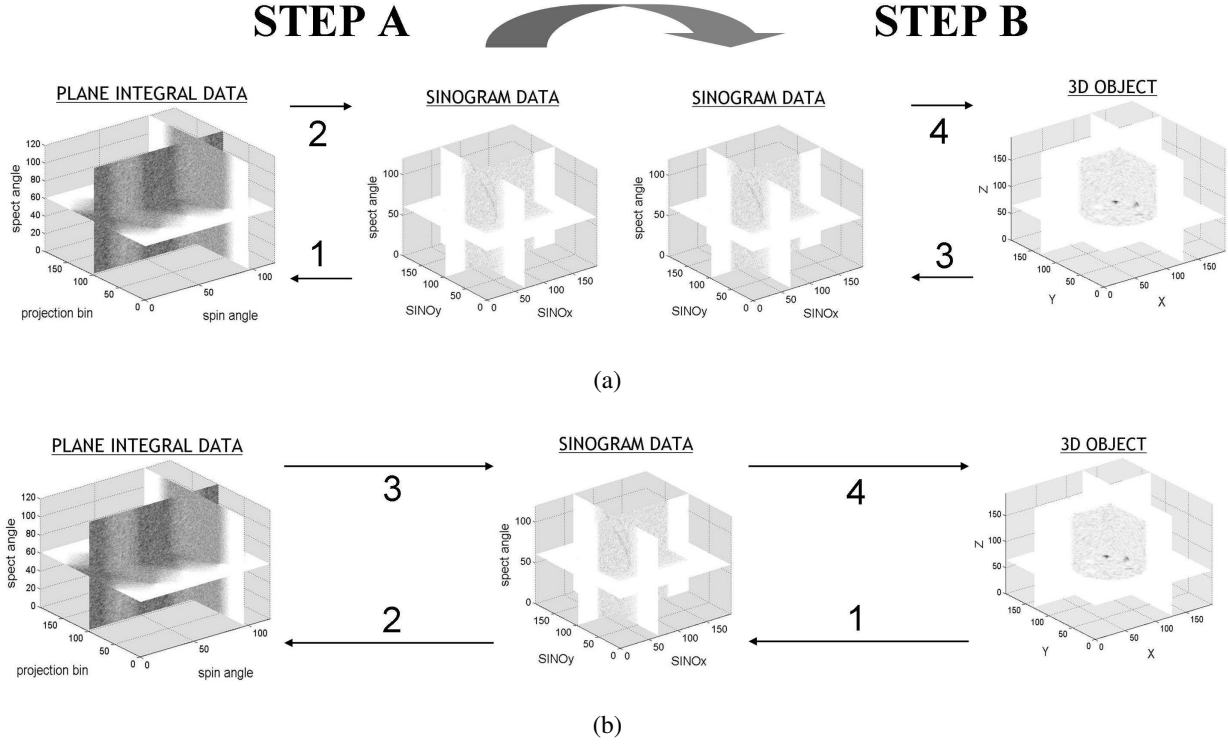 STEP A
STEP B
PLANE INTEGRAL DATA
2
1
spect angle
120
100
80
60
40
20
0
150
100
50
0
0
50
100
projection bin
spin angle
SINOGRAM DATA
spect angle
100
50
0
150
100
50
0
0
50
100
150
SINOy
SINOx
SINOGRAM DATA
spect angle
100
50
0
150
100
50
0
0
50
100
150
SINOy
SINOx
4
3
3D OBJECT
Z
150
100
50
0
150
100
50
0
0
50
100
150
Y
X
(a)
PLANE INTEGRAL DATA
3
2
spect angle
120
100
80
60
40
20
0
150
100
50
0
0
50
100
projection bin
spin angle
SINOGRAM DATA
spect angle
100
50
0
150
100
50
0
0
50
100
150
SINOy
SINOx
4
1
3D OBJECT
Z
150
100
50
0
150
100
50
0
0
50
100
150
Y
X
(b)